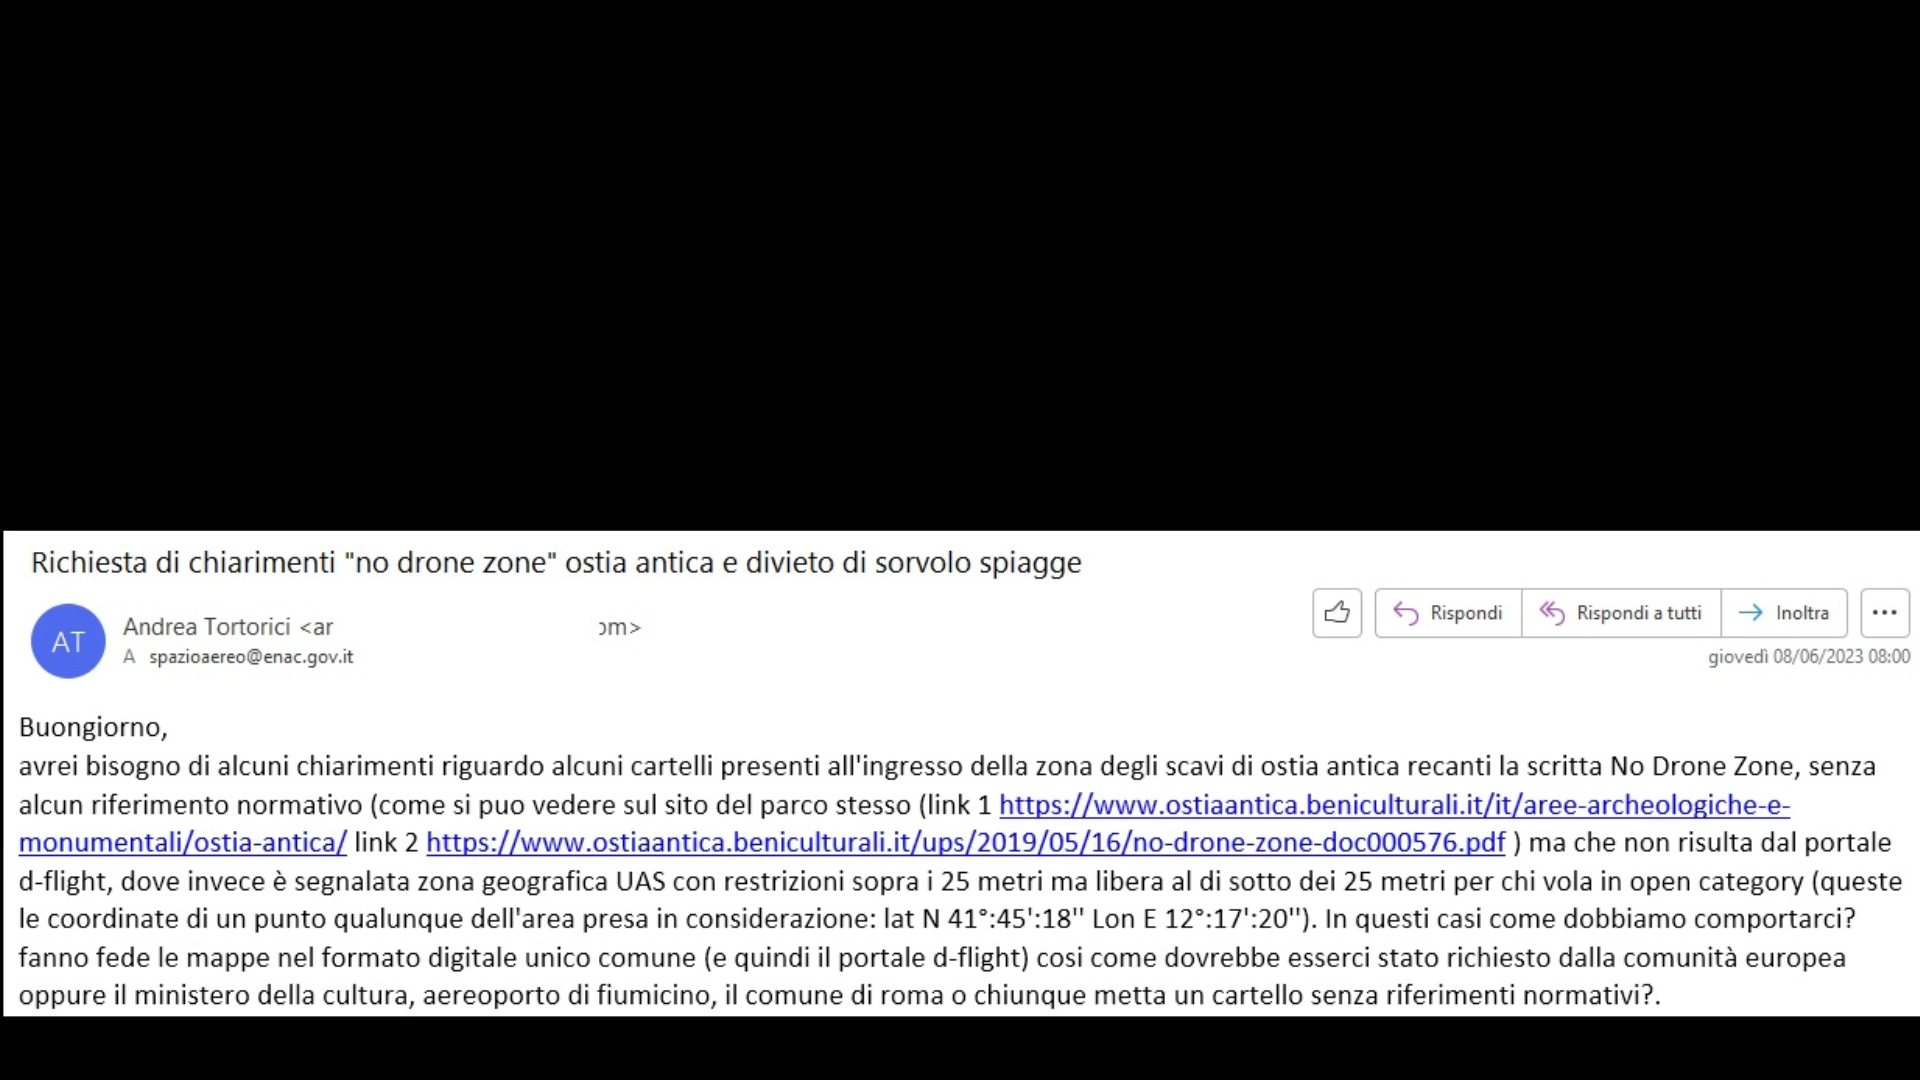 Richiesta di chiarimenti "no drone zone" ostia antica e divieto di sorvolo spiagge
AT
Andrea Tortorici <ar om>
A spazioaereo@enac.gov.it
Rispondi
Rispondi a tutti
Inoltra
giovedì 08/06/2023 08:00
Buongiorno,
avrei bisogno di alcuni chiarimenti riguardo alcuni cartelli presenti all'ingresso della zona degli scavi di ostia antica recanti la scritta No Drone Zone, senza
alcun riferimento normativo (come si puo vedere sul sito del parco stesso (link 1 https://www.ostiaantica.beniculturali.it/it/aree-archeologiche-e-
monumentali/ostia-antica/ link 2 https://www.ostiaantica.beniculturali.it/ups/2019/05/16/no-drone-zone-doc000576.pdf ) ma che non risulta dal portale
d-flight, dove invece è segnalata zona geografica UAS con restrizioni sopra i 25 metri ma libera al di sotto dei 25 metri per chi vola in open category (queste
le coordinate di un punto qualunque dell'area presa in considerazione: lat N 41°:45':18'' Lon E 12°:17':20''). In questi casi come dobbiamo comportarci?
fanno fede le mappe nel formato digitale unico comune (e quindi il portale d-flight) cosi come dovrebbe esserci stato richiesto dalla comunità europea
oppure il ministero della cultura, aereoporto di fiumicino, il comune di roma o chiunque metta un cartello senza riferimenti normativi?.